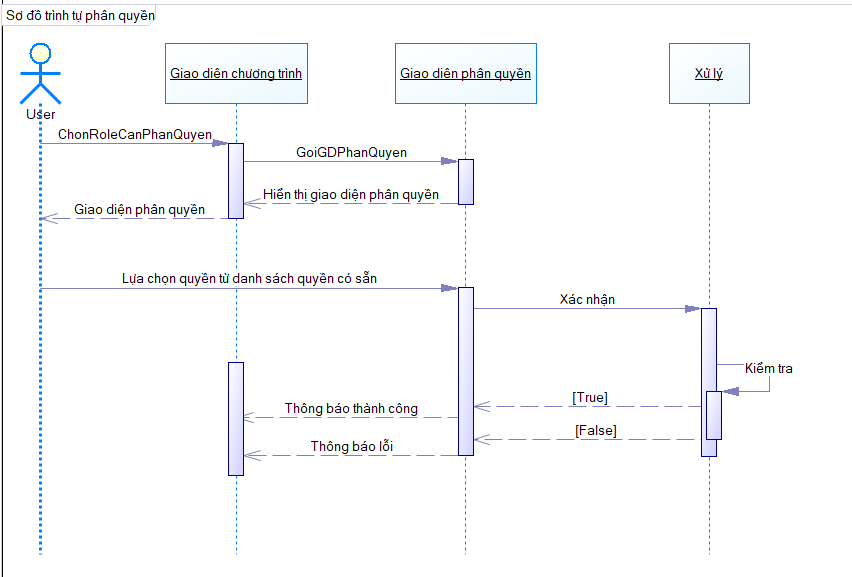 Sơ đồ trình tự phân quyền
Giao diên chương trình
Giao diên phân quyền
Xử lý
User
ChonRoleCanPhanQuyen
GoiGDPhanQuyen
Hiển thị giao diện phân quyền
Giao diện phân quyền
Lựa chọn quyền từ danh sách quyền có sẵn
Xác nhận
Kiểm tra
[True]
Thông báo thành công
[False]
Thông báo lỗi